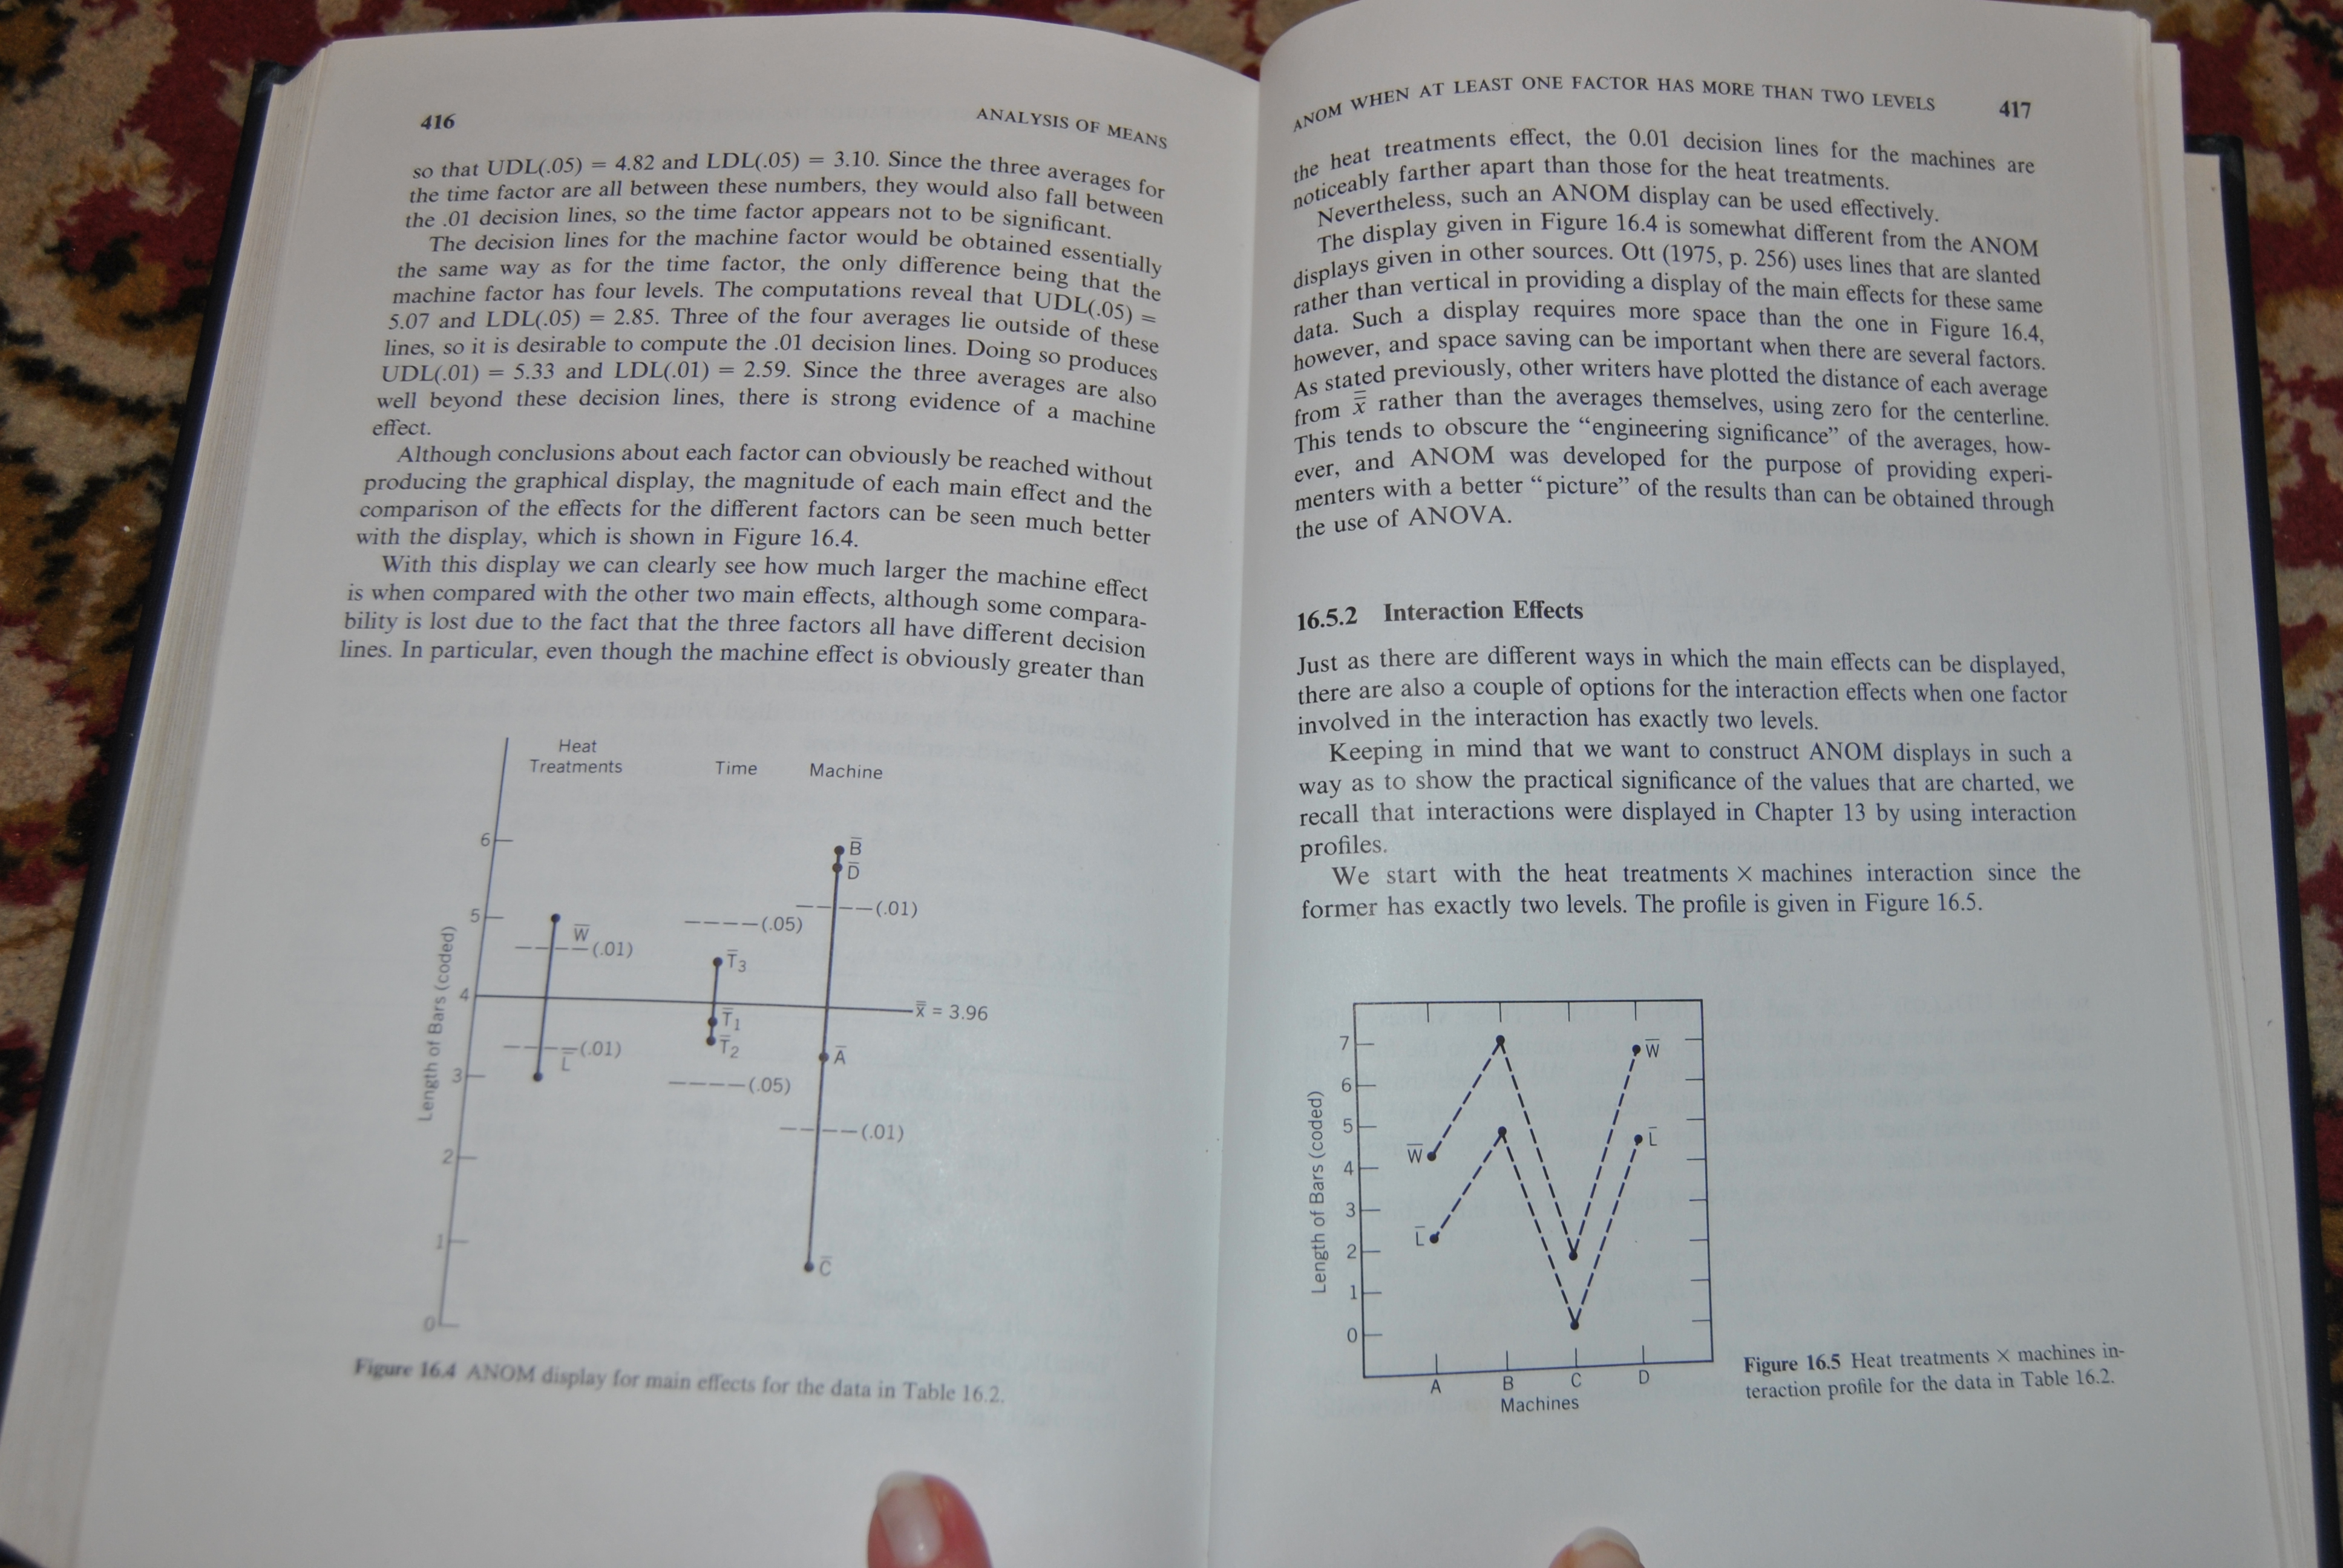 416
ANALYSIS OF MEANS
so that UDL(.05) = 4.82 and LDL(.05) = 3.10. Since the three averages for
the time factor are all between these numbers, they would also fall between
the .01 decision lines, so the time factor appears not to be significant.
The decision lines for the machine factor would be obtained essentially
the same way as for the time factor, the only difference being that the
machine factor has four levels. The computations reveal that UDL(.05) =
5.07 and LDL(.05) = 2.85. Three of the four averages lie outside of these
lines, so it is desirable to compute the .01 decision lines. Doing so produces
UDL(.01) = 5.33 and LDL(.01) = 2.59. Since the three averages are also
well beyond these decision lines, there is strong evidence of a machine
effect.
Although conclusions about each factor can obviously be reached without
producing the graphical display, the magnitude of each main effect and the
comparison of the effects for the different factors can be seen much better
with the display, which is shown in Figure 16.4.
With this display we can clearly see how much larger the machine effect
is when compared with the other two main effects, although some compara-
bility is lost due to the fact that the three factors all have different decision
lines. In particular, even though the machine effect is obviously greater than
Heat
Treatments
Time
Machine
6
B̅
D̅
5
(.01)
W̅
(.05)
(.01)
T̅3
4
x̿ = 3.96
T̅1
T̅2
A̅
(.01)
L̅
3
(.05)
(.01)
2
1
C̅
0
Length of Bars (coded)
Figure 16.4 ANOM display for main effects for the data in Table 16.2.
ANOM WHEN AT LEAST ONE FACTOR HAS MORE THAN TWO LEVELS
417
the heat treatments effect, the 0.01 decision lines for the machines are
noticeably farther apart than those for the heat treatments.
Nevertheless, such an ANOM display can be used effectively.
The display given in Figure 16.4 is somewhat different from the ANOM
displays given in other sources. Ott (1975, p. 256) uses lines that are slanted
rather than vertical in providing a display of the main effects for these same
data. Such a display requires more space than the one in Figure 16.4,
however, and space saving can be important when there are several factors.
As stated previously, other writers have plotted the distance of each average
from x̿ rather than the averages themselves, using zero for the centerline.
This tends to obscure the “engineering significance” of the averages, how-
ever, and ANOM was developed for the purpose of providing experi-
menters with a better “picture” of the results than can be obtained through
the use of ANOVA.
16.5.2 Interaction Effects
Just as there are different ways in which the main effects can be displayed,
there are also a couple of options for the interaction effects when one factor
involved in the interaction has exactly two levels.
Keeping in mind that we want to construct ANOM displays in such a
way as to show the practical significance of the values that are charted, we
recall that interactions were displayed in Chapter 13 by using interaction
profiles.
We start with the heat treatments × machines interaction since the
former has exactly two levels. The profile is given in Figure 16.5.
7
W̅
6
5
L̅
W̅
4
3
L̅
2
1
0
Length of Bars (coded)
A B C D
Machines
Figure 16.5 Heat treatments × machines in-
teraction profile for the data in Table 16.2.